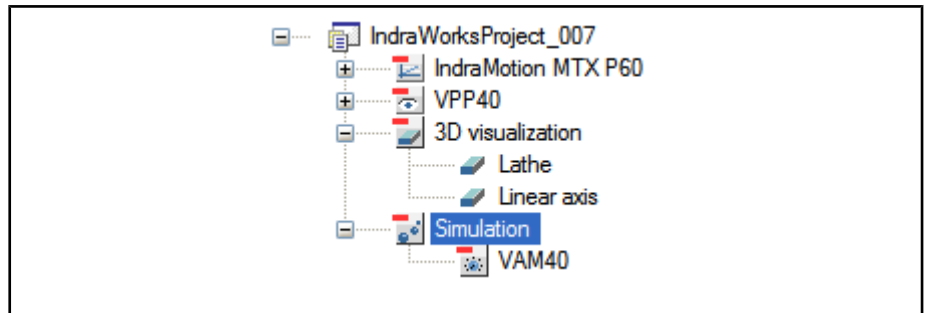 IndraWorksProject_007
IndraMotion MTX P60
VPP40
3D visualization
Lathe
Linear axis
Simulation
VAM40